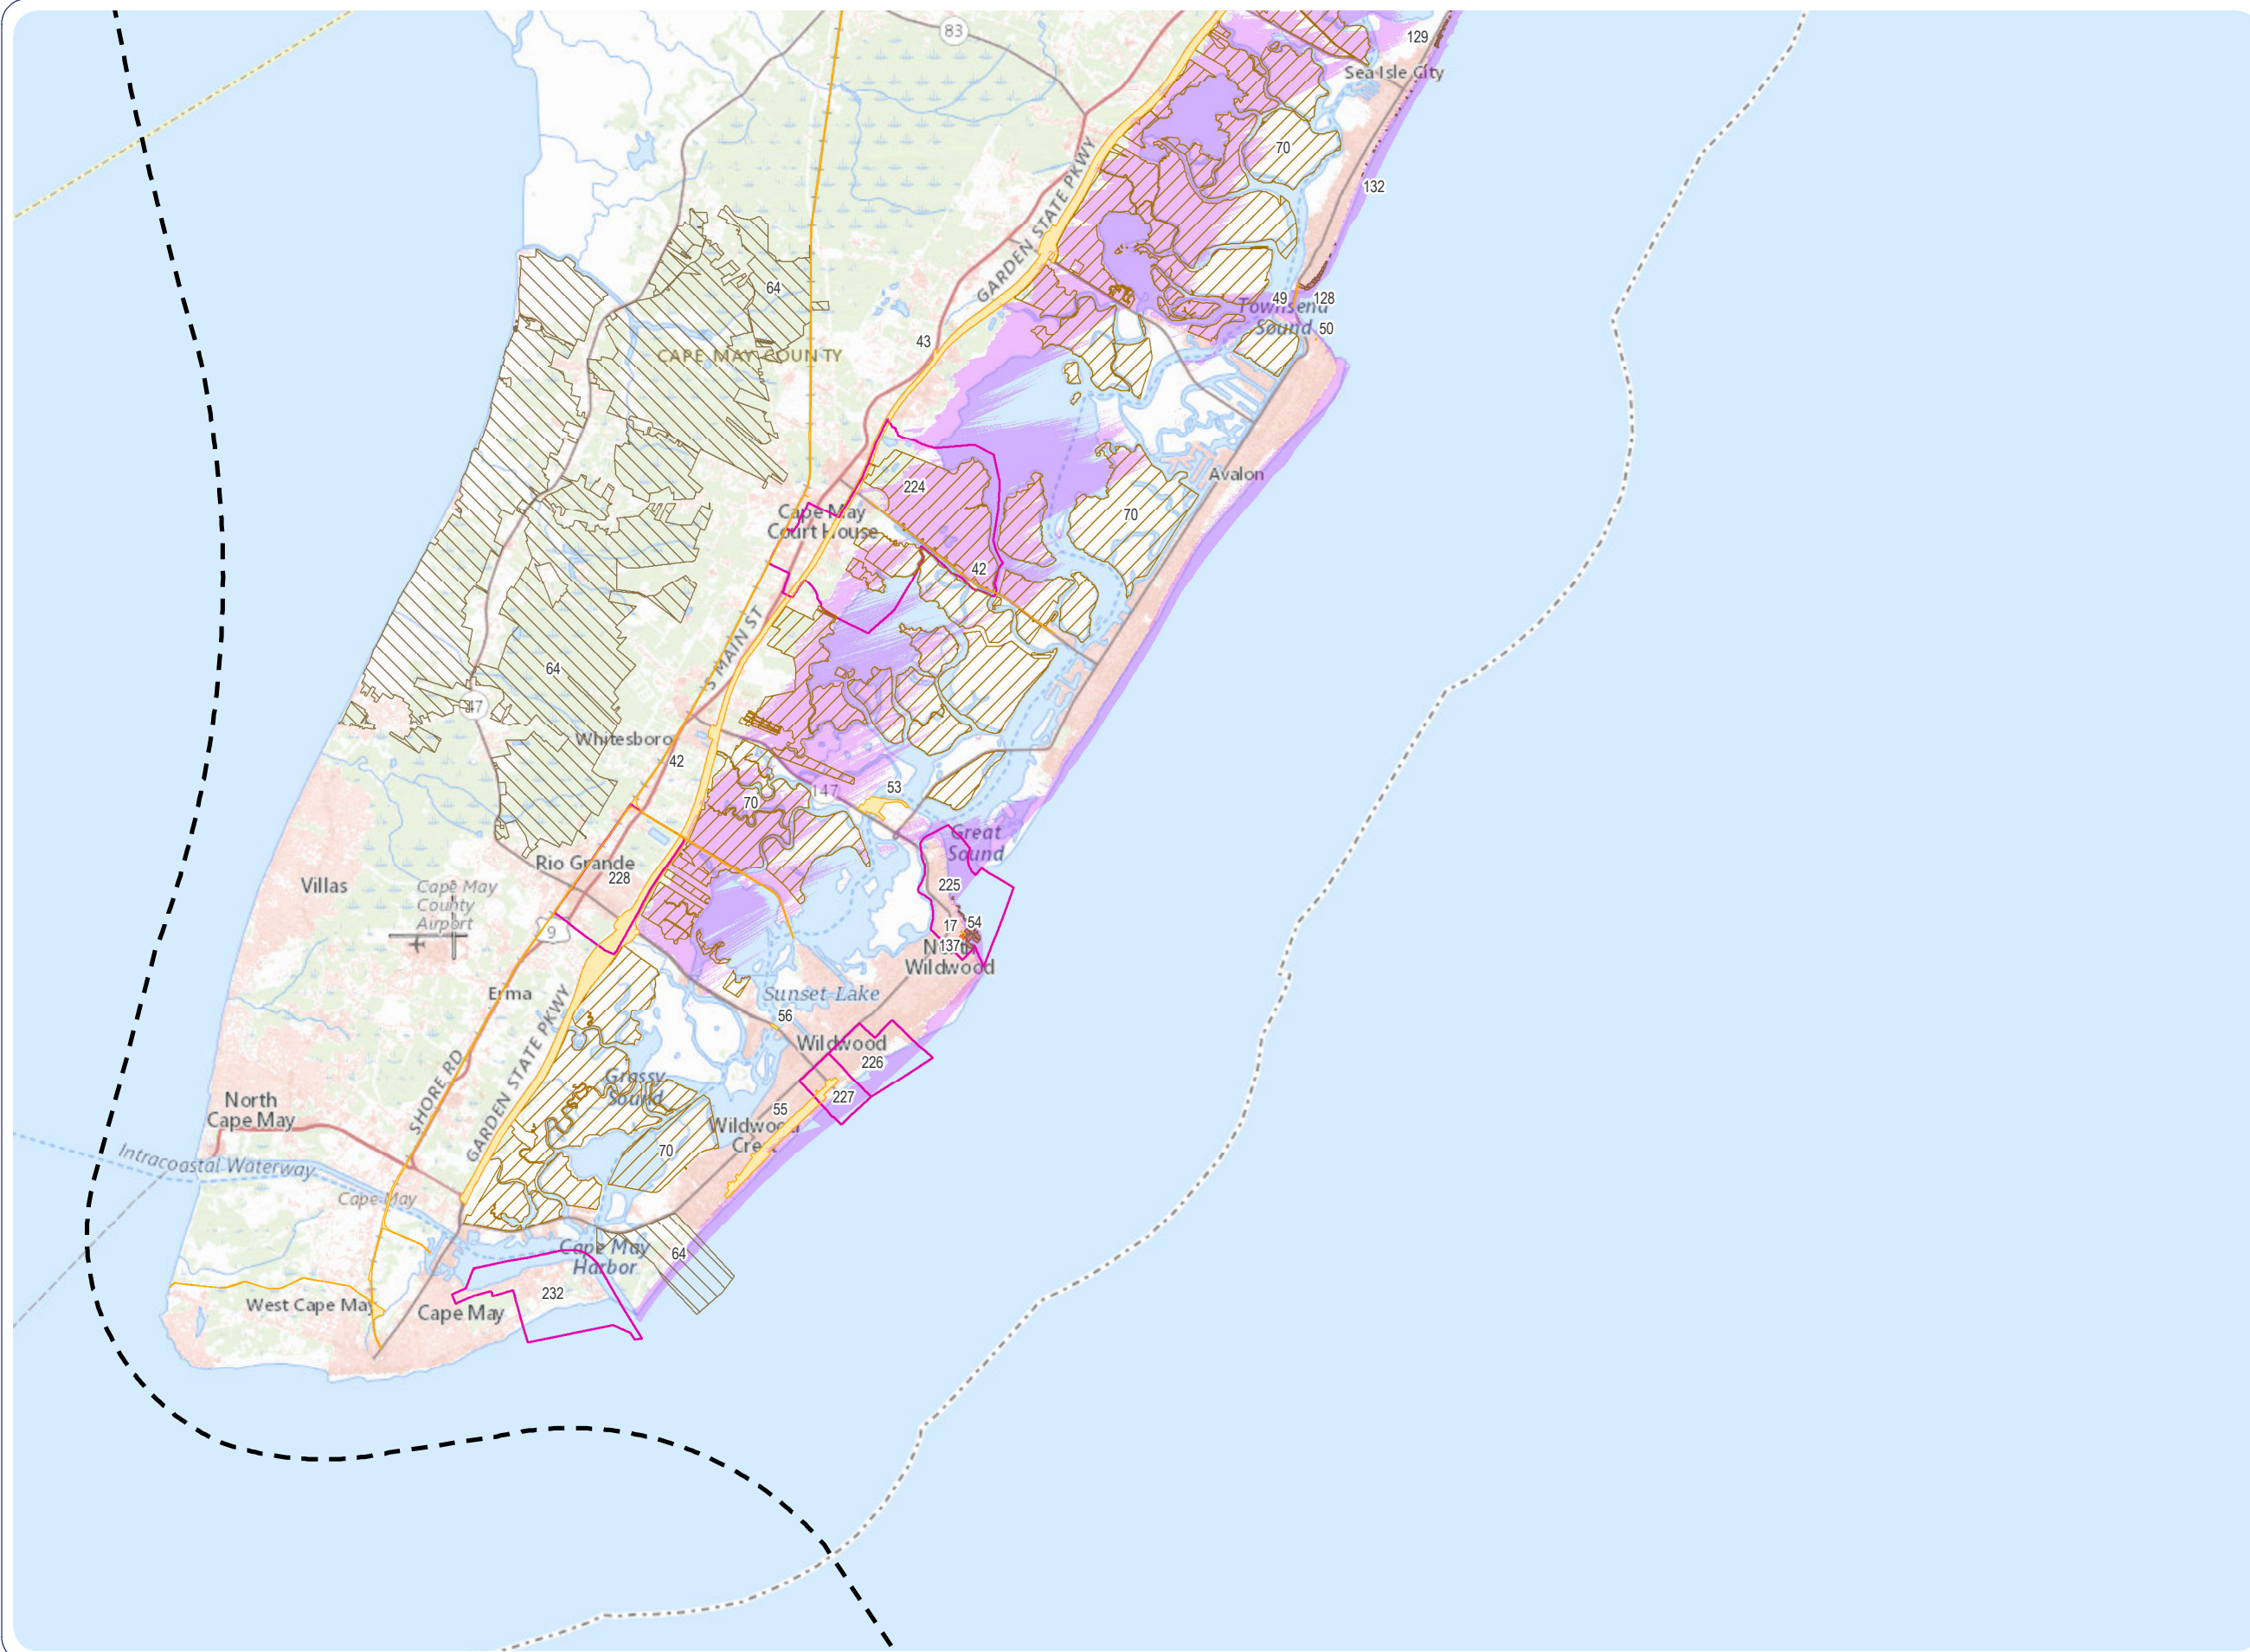 83
129
Sea Isle City
GARDEN STATE PKWY
70
132
64
49
128
Townsend
Sound
50
43
CAPE MAY COUNTY
Avalon
224
Cape May
Court House
70
42
S MAIN ST
64
47
Whitesboro
42
53
147
70
Great
Sound
Rio Grande
228
Villas
Cape May
County
Airport
225
17
54
9
137
North
Wildwood
Erma
Sunset Lake
56
Wildwood
226
GARDEN STATE PKWY
SHORE RD
Grassy
Sound
227
North
Cape May
55
Wildwood
Crest
70
Intracoastal Waterway
Cape May
Cape May
Harbor
64
232
West Cape May
Cape May